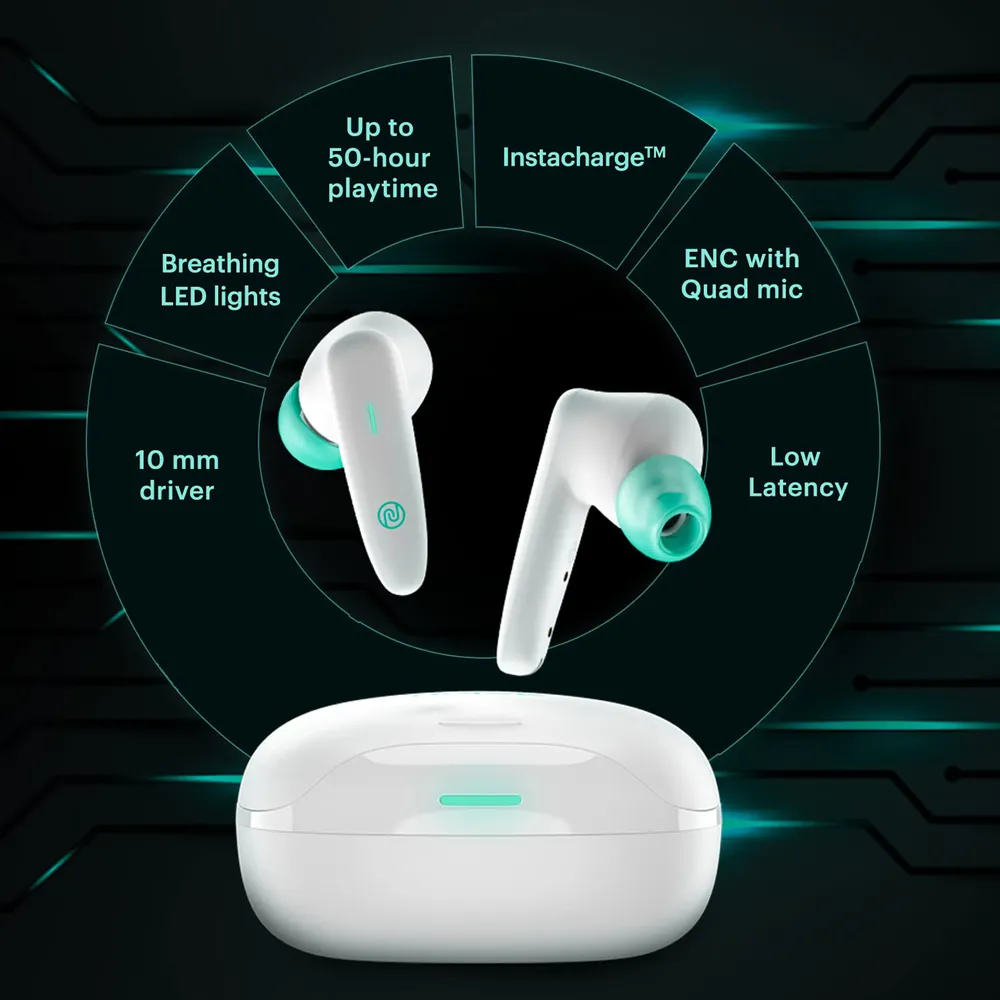 Up to
50-hour
playtime
Instacharge™
Breathing
LED lights
ENC with
Quad mic
10 mm
driver
Low
Latency